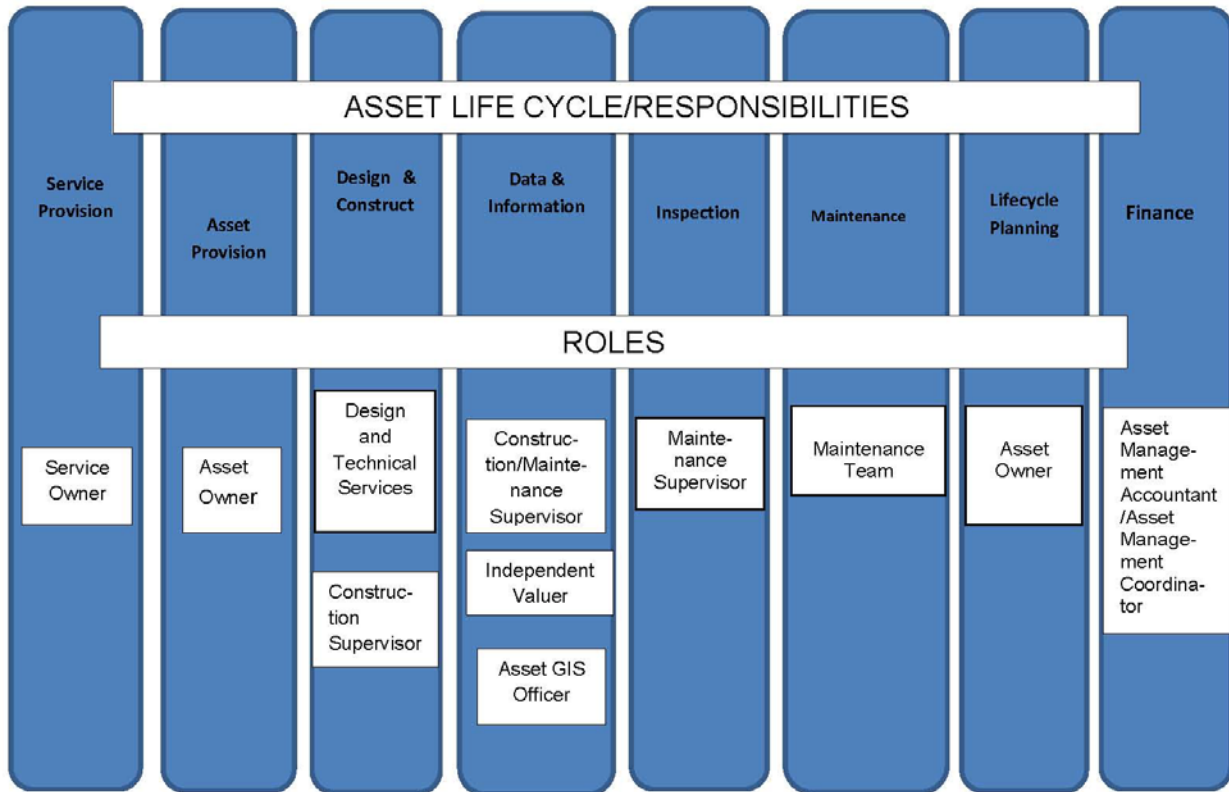 ASSET LIFE CYCLE/RESPONSIBILITIES
Service
Provision
Asset
Provision
Design & 
Construct
Data &
Information
Inspection
Maintenance
Lifecycle
Planning
Finance
ROLES
Service
Owner
Asset
Owner
Design
and
Technical
Services
Construc-
tion
Supervisor
Construc-
tion/Mainte-
nance
Supervisor
Independent
Valuer
Asset GIS
Officer
Mainte-
nance
Supervisor
Maintenance
Team
Asset
Owner
Asset
Manage-
ment
Accountant
/Asset
Manage-
ment
Coordina-
tor